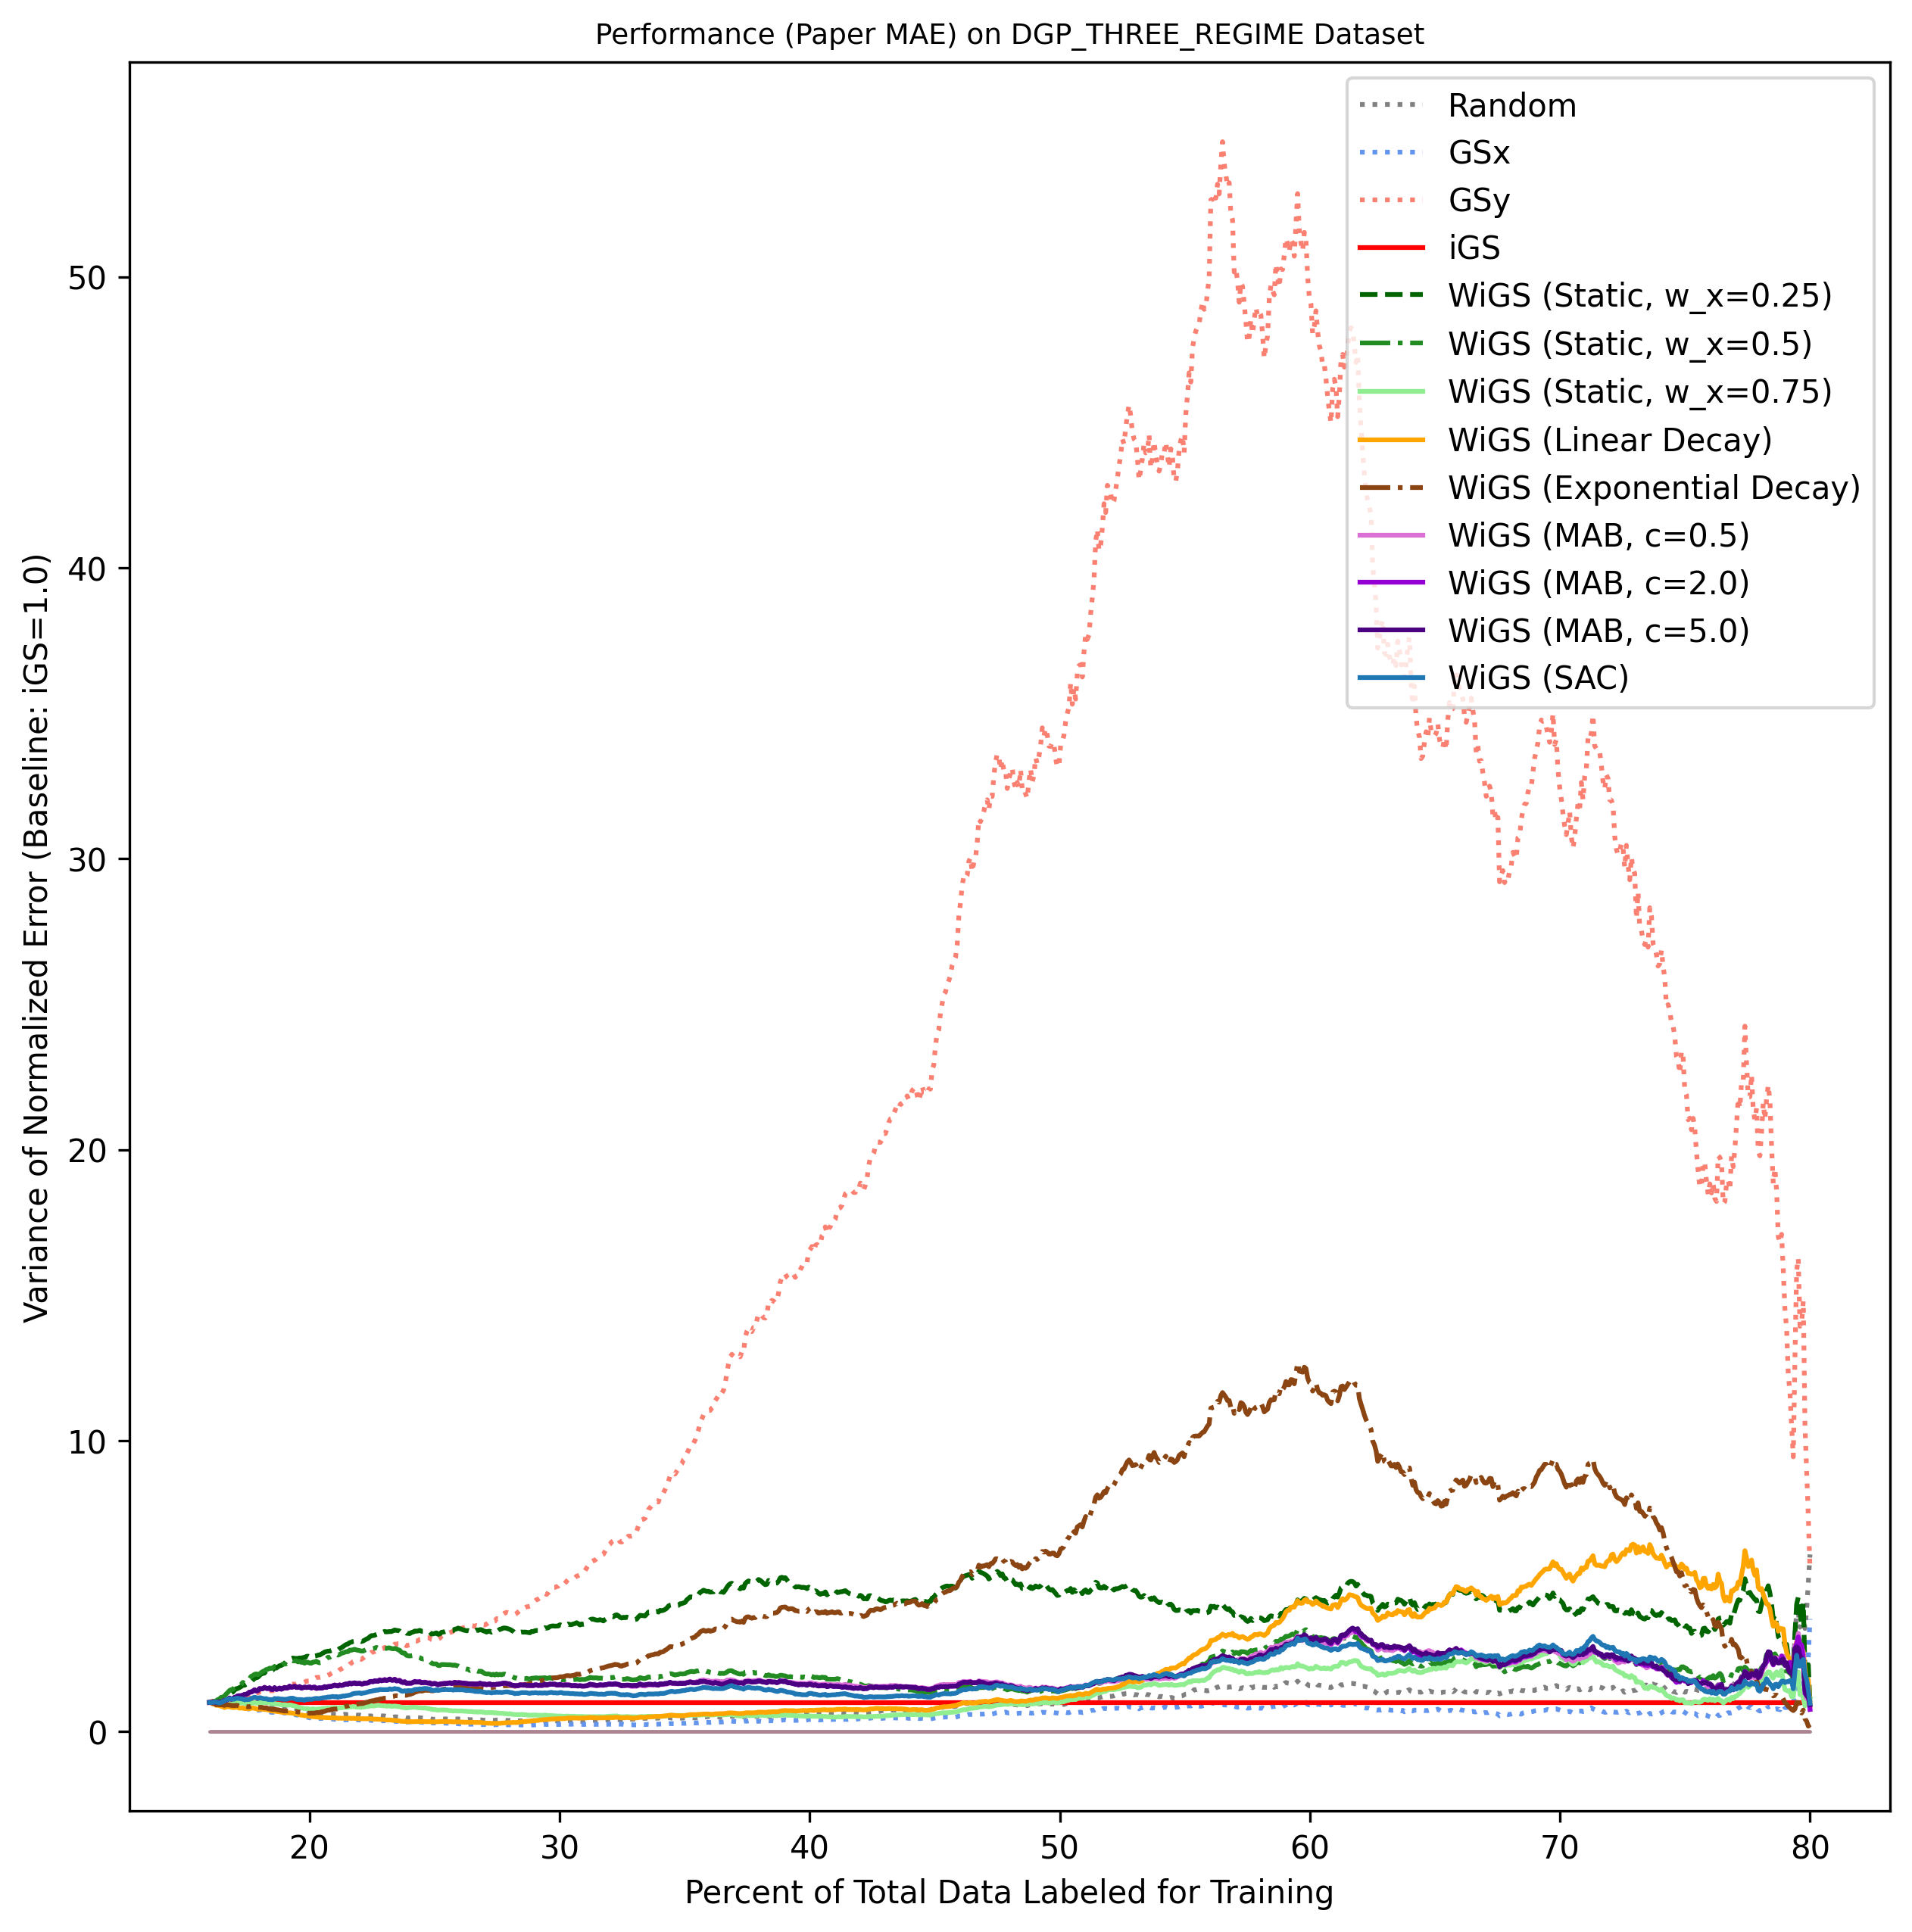 Performance (Paper MAE) on DGP_THREE_REGIME Dataset
Random
GSx
GSy
iGS
WiGS (Static, w_x=0.25)
WiGS (Static, w_x=0.5)
WiGS (Static, w_x=0.75)
WiGS (Linear Decay)
WiGS (Exponential Decay)
WiGS (MAB, c=0.5)
WiGS (MAB, c=2.0)
WiGS (MAB, c=5.0)
WiGS (SAC)
Variance of Normalized Error (Baseline: iGS=1.0)
50
40
30
20
10
0
20 30 40 50 60 70 80
Percent of Total Data Labeled for Training